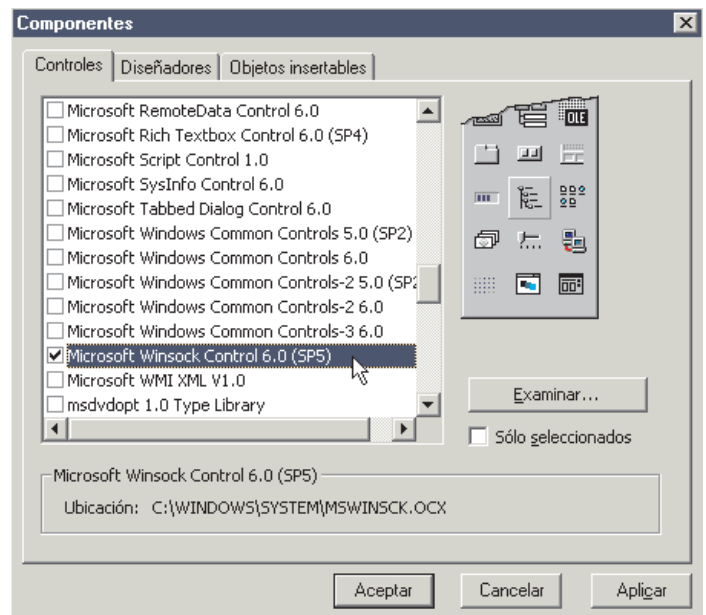 Componentes
Controles Diseñadores Objetos insertables
Microsoft RemoteData Control 6.0
Microsoft Rich Textbox Control 6.0 (SP4)
Microsoft Script Control 1.0
Microsoft SysInfo Control 6.0
Microsoft Tabbed Dialog Control 6.0
Microsoft Windows Common Controls 5.0 (SP2)
Microsoft Windows Common Controls 6.0
Microsoft Windows Common Controls-2 5.0 (SP2
Microsoft Windows Common Controls-2 6.0
Microsoft Windows Common Controls-3 6.0
Microsoft Winsock Control 6.0 (SP5)
Microsoft WMI XML V1.0
msdvdopt 1.0 Type Library
OLE
Examinar...
Sólo seleccionados
Microsoft Winsock Control 6.0 (SP5)
Ubicación: C:\WINDOWS\SYSTEM\MSWINSCK.OCX
Aceptar Cancelar Aplicar